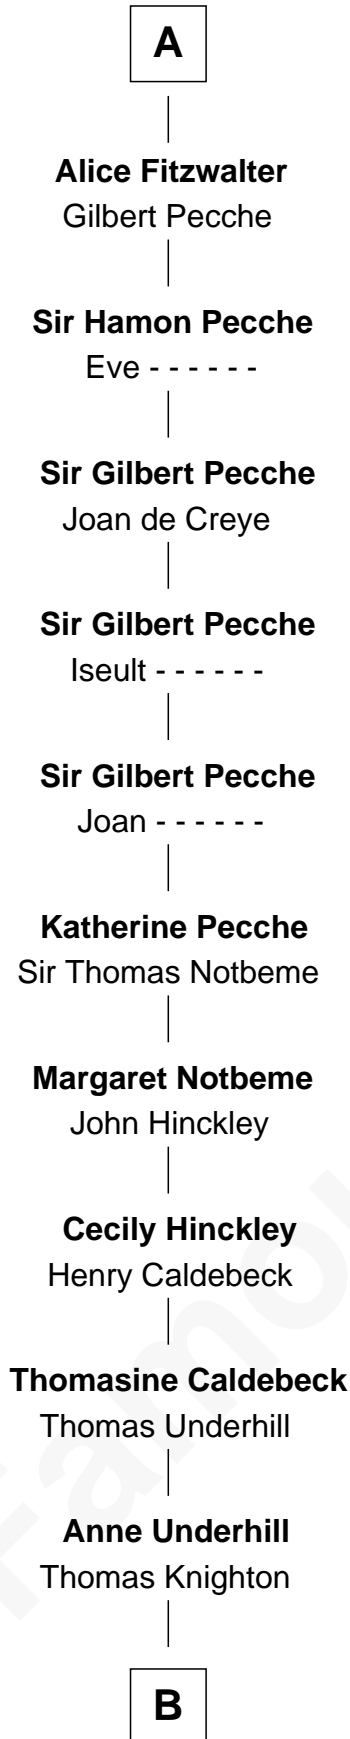 A
Alice Fitzwalter
Gilbert Pecche
Sir Hamon Pecche
Eve - - - - - -
Sir Gilbert Pecche
Joan de Creye
Sir Gilbert Pecche
Iseult - - - - - -
Sir Gilbert Pecche
Joan - - - - - -
Katherine Pecche
Sir Thomas Notbeme
Margaret Notbeme
John Hinckley
Cecily Hinckley
Henry Caldebeck
Thomasine Caldebeck
Thomas Underhill
Anne Underhill
Thomas Knighton
B